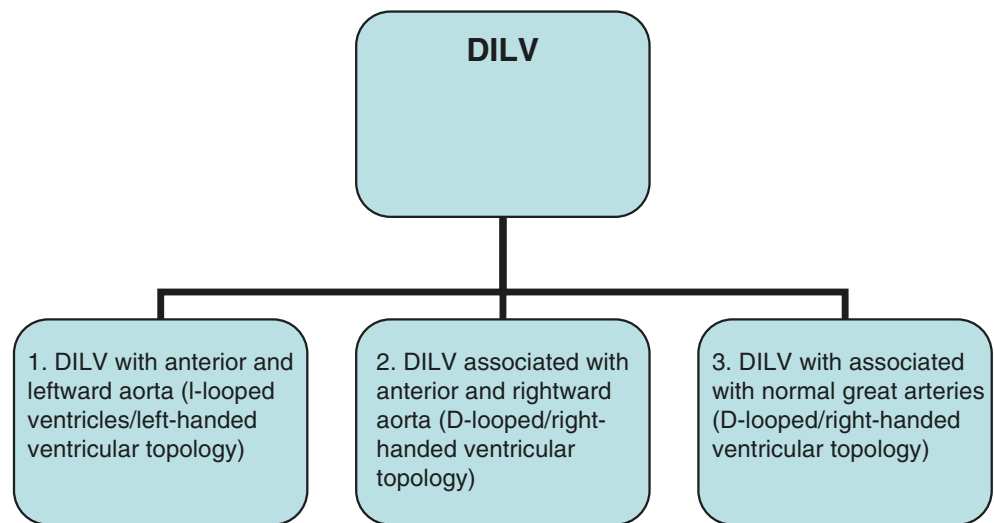 DILV
1. DILV with anterior and
leftward aorta (l-looped
ventricles/left-handed
ventricular topology)
2. DILV associated with
anterior and rightward
aorta (D-looped/right-
handed ventricular
topology)
3. DILV with associated
with normal great arteries
(D-looped/right-handed
ventricular topology)